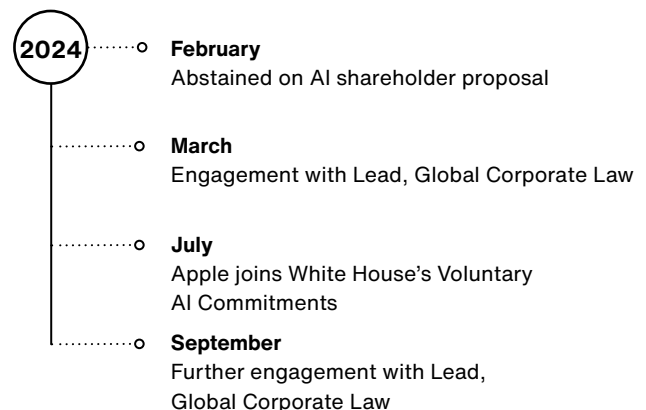 2024
February
Abstained on AI shareholder proposal
March
Engagement with Lead, Global Corporate Law
July
Apple joins White House’s Voluntary
AI Commitments
September
Further engagement with Lead,
Global Corporate Law